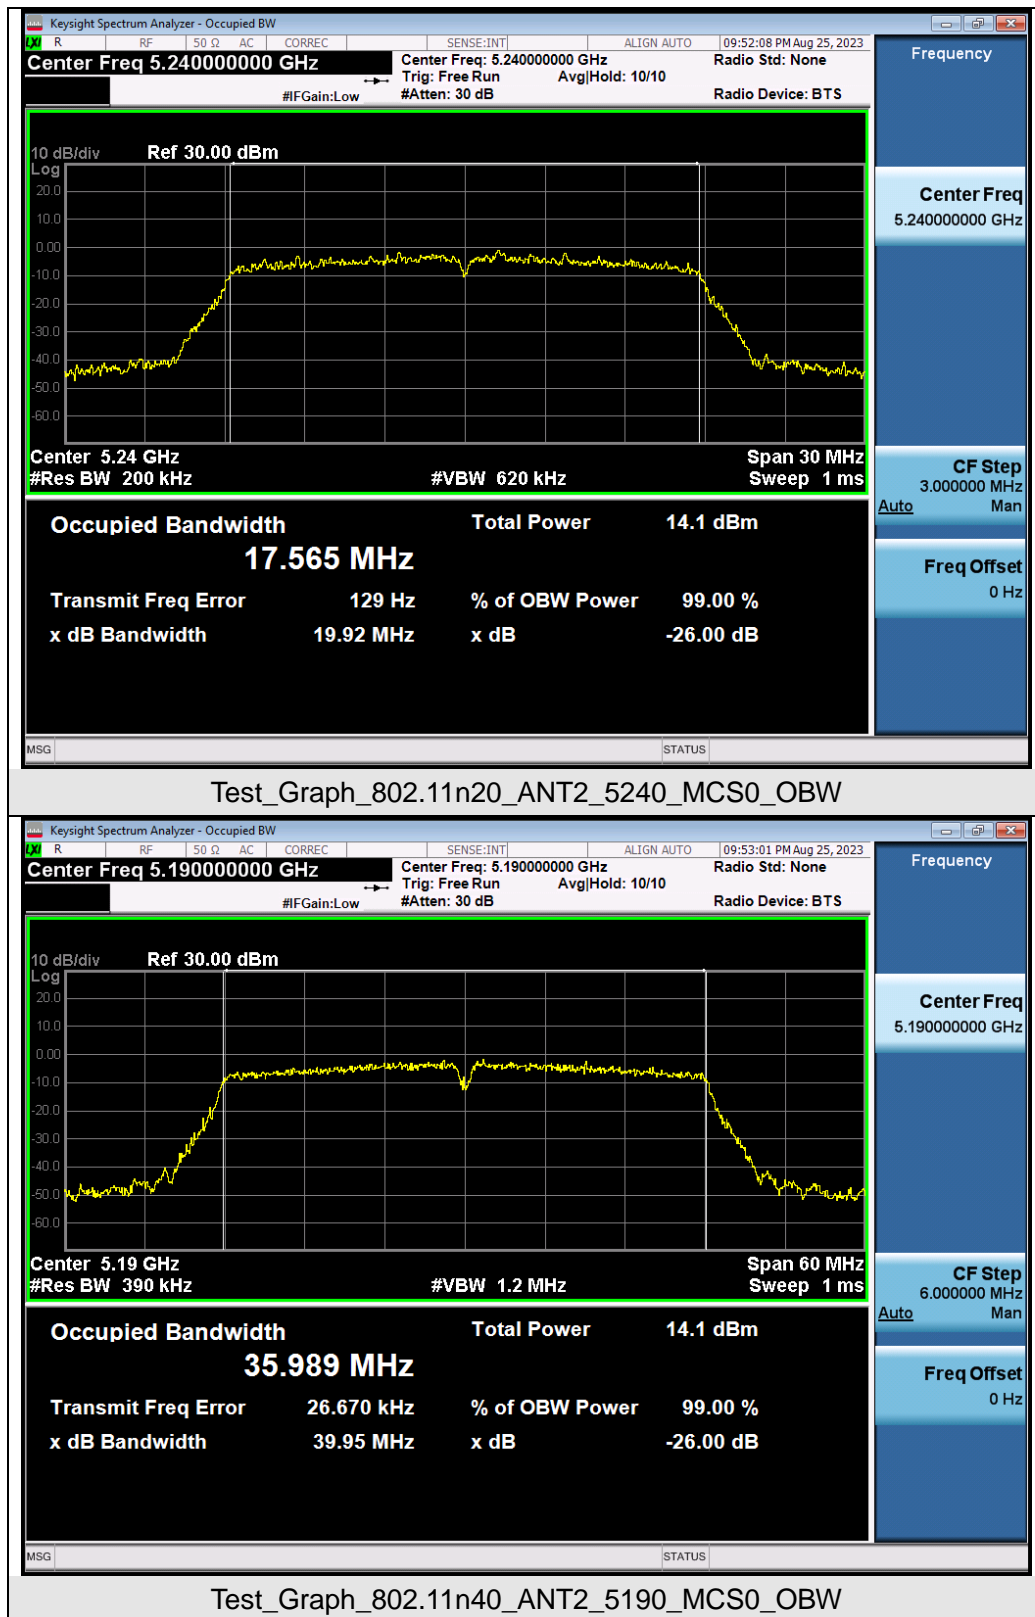 Keysight Spectrum Analyzer - Occupied BW
LXI R RF 50 Ω AC CORREC SENSE:INT ALIGN AUTO 09:52:08 PM Aug 25, 2023
Center Freq 5.240000000 GHz
Center Freq: 5.240000000 GHz Radio Std: None
Trig: Free Run Avg|Hold: 10/10
#IFGain:Low #Atten: 30 dB Radio Device: BTS
10 dB/div Ref 30.00 dBm
Log
20.0
10.0
0.00
-10.0
-20.0
-30.0
-40.0
-50.0
-60.0
Center 5.24 GHz Span 30 MHz
#Res BW 200 kHz #VBW 620 kHz Sweep 1 ms
Occupied Bandwidth Total Power 14.1 dBm
17.565 MHz
Transmit Freq Error 129 Hz % of OBW Power 99.00 %
x dB Bandwidth 19.92 MHz x dB -26.00 dB
Frequency
Center Freq
5.240000000 GHz
CF Step
3.000000 MHz
Auto Man
Freq Offset
0 Hz
MSG STATUS
Test_Graph_802.11n20_ANT2_5240_MCS0_OBW
Keysight Spectrum Analyzer - Occupied BW
LXI R RF 50 Ω AC CORREC SENSE:INT ALIGN AUTO 09:53:01 PM Aug 25, 2023
Center Freq 5.190000000 GHz
Center Freq: 5.190000000 GHz Radio Std: None
Trig: Free Run Avg|Hold: 10/10
#IFGain:Low #Atten: 30 dB Radio Device: BTS
10 dB/div Ref 30.00 dBm
Log
20.0
10.0
0.00
-10.0
-20.0
-30.0
-40.0
-50.0
-60.0
Center 5.19 GHz Span 60 MHz
#Res BW 390 kHz #VBW 1.2 MHz Sweep 1 ms
Occupied Bandwidth Total Power 14.1 dBm
35.989 MHz
Transmit Freq Error 26.670 kHz % of OBW Power 99.00 %
x dB Bandwidth 39.95 MHz x dB -26.00 dB
Frequency
Center Freq
5.190000000 GHz
CF Step
6.000000 MHz
Auto Man
Freq Offset
0 Hz
MSG STATUS
Test_Graph_802.11n40_ANT2_5190_MCS0_OBW